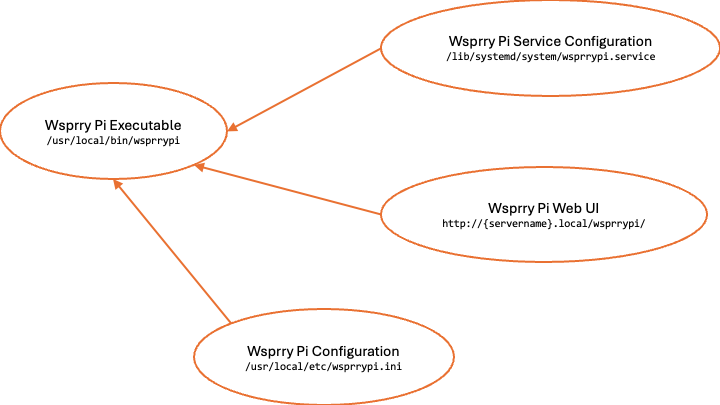 Wsprry Pi Service Configuration
/lib/systemd/system/wsprrypi.service
Wsprry Pi Executable
/usr/local/bin/wsprrypi
Wsprry Pi Web UI
http://{servername}.local/wsprrypi/
Wsprry Pi Configuration
/usr/local/etc/wsprrypi.ini